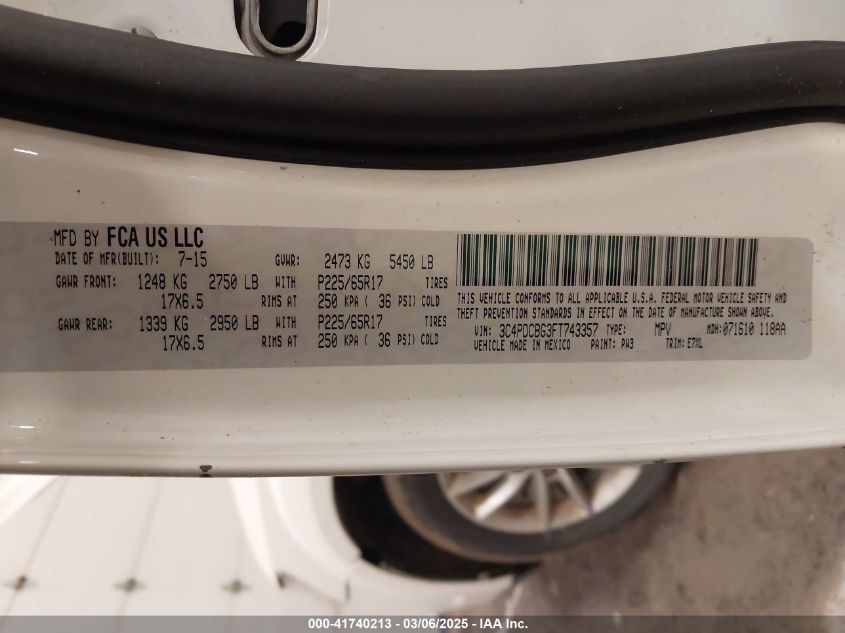 MFD BY FCA US LLC
DATE OF MFR(BUILT): 7-15 GVWR: 2473 KG 5450 LB
GAWR FRONT: 1248 KG 2750 LB WITH P225/65R17 TIRES
17X6.5 RIMS AT 250 KPA ( 36 PSI) COLD
GAWR REAR: 1339 KG 2950 LB WITH P225/65R17 TIRES
17X6.5 RIMS AT 250 KPA ( 36 PSI) COLD
THIS VEHICLE CONFORMS TO ALL APPLICABLE U.S.A. FEDERAL MOTOR VEHICLE SAFETY AND
THEFT PREVENTION STANDARDS IN EFFECT ON THE DATE OF MANUFACTURE SHOWN ABOVE.
VIN: 3C4PDCBG3FT743357 TYPE: MPV MDH: 071610 118AA
VEHICLE MADE IN MEXICO PAINT: PW3 TRIM: E7XL
000-41740213 - 03/06/2025 - IAA Inc.